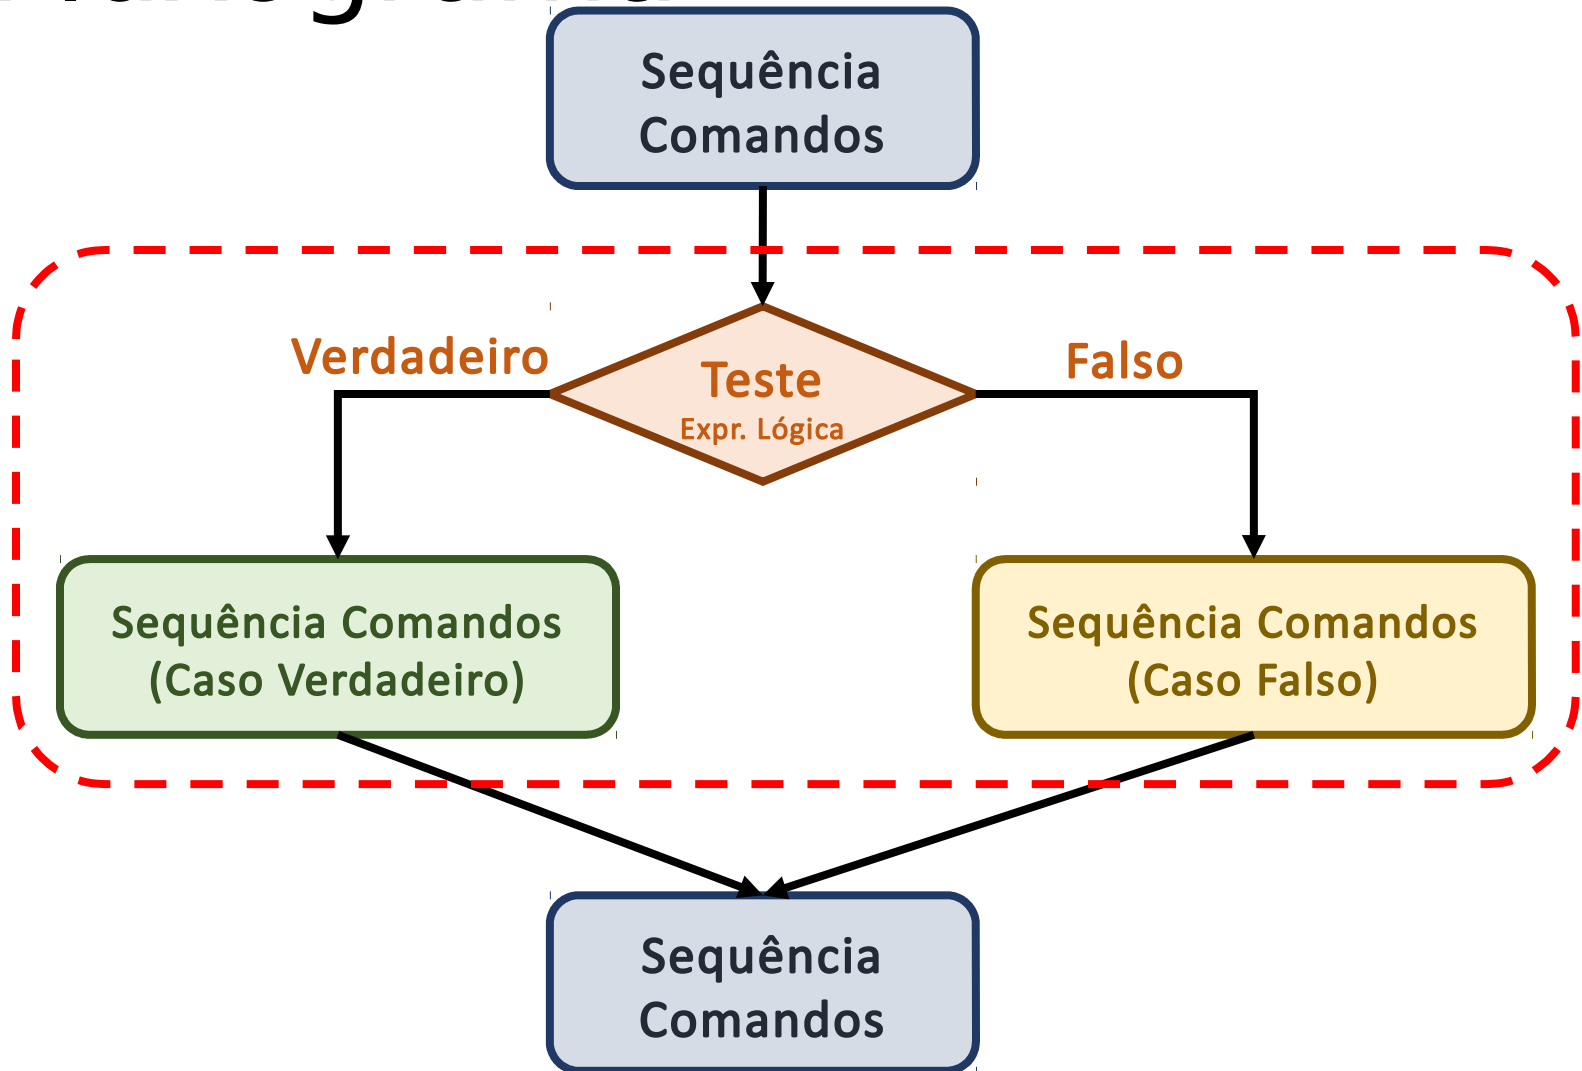 Sequência
Comandos
Verdadeiro
Falso
Teste
Expr. Lógica
Sequência Comandos
(Caso Verdadeiro)
Sequência Comandos
(Caso Falso)
Sequência
Comandos